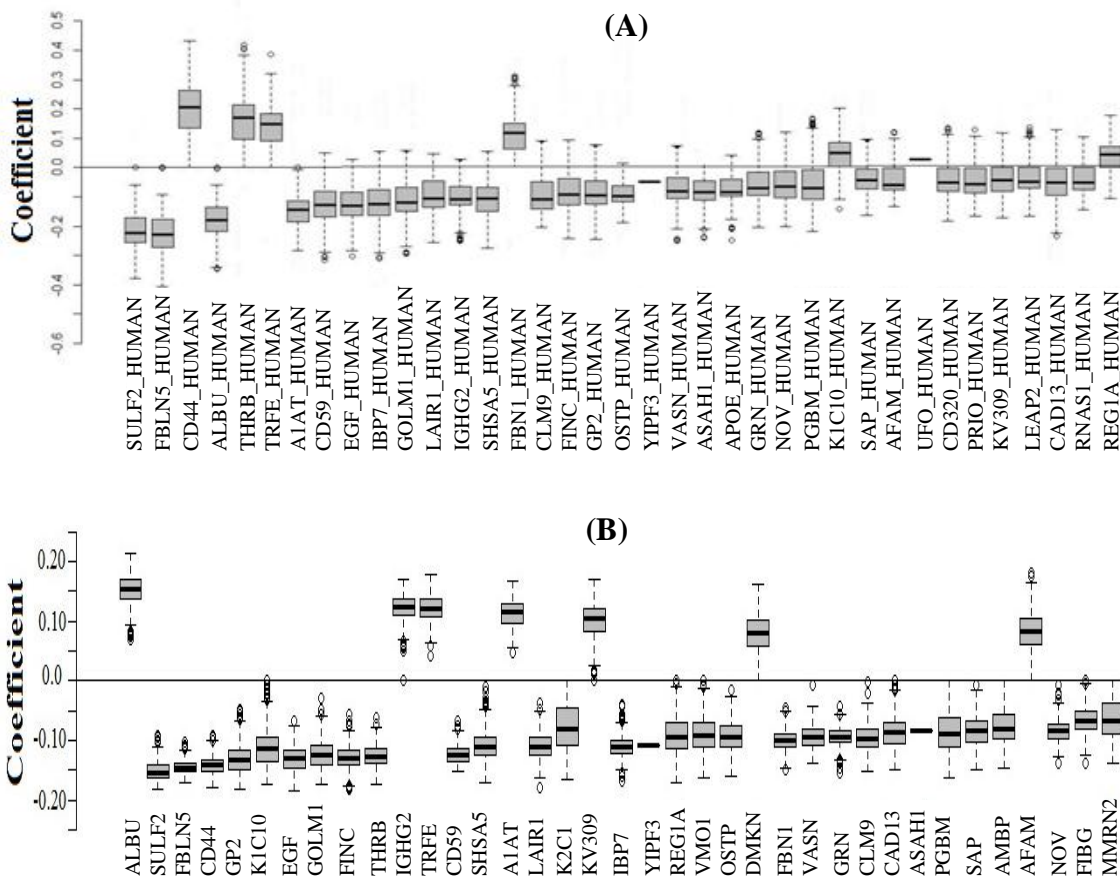 (A)
Coefficient
0.5
0.4
0.3
0.2
0.1
0.0
-0.2
-0.4
-0.6
SULF2_HUMAN
FBLN5_HUMAN
CD44_HUMAN
ALBU_HUMAN
THRB_HUMAN
TRFE_HUMAN
A1AT_HUMAN
CD59_HUMAN
EGF_HUMAN
IBP7_HUMAN
GOLM1_HUMAN
LAIR1_HUMAN
IGHG2_HUMAN
SHSA5_HUMAN
FBN1_HUMAN
CLM9_HUMAN
FINC_HUMAN
GP2_HUMAN
OSTP_HUMAN
YIPF3_HUMAN
VASN_HUMAN
ASAH1_HUMAN
APOE_HUMAN
GRN_HUMAN
NOV_HUMAN
PGBM_HUMAN
K1C10_HUMAN
SAP_HUMAN
AFAM_HUMAN
UFO_HUMAN
CD320_HUMAN
PRIO_HUMAN
KV309_HUMAN
LEAP2_HUMAN
CAD13_HUMAN
RNAS1_HUMAN
REG1A_HUMAN
(B)
Coefficient
0.20
0.10
0.0
-0.10
-0.20
ALBU
SULF2
FBLN5
CD44
GP2
K1C10
EGF
GOLM1
FINC
THRB
IGHG2
TRFE
CD59
SHSA5
A1AT
LAIR1
K2C1
KV309
IBP7
YIPF3
REG1A
VMO1
OSTP
DMKN
FBN1
VASN
GRN
CLM9
CAD13
ASAH1
PGBM
SAP
AMBP
AFAM
NOV
FIBG
MMRN2